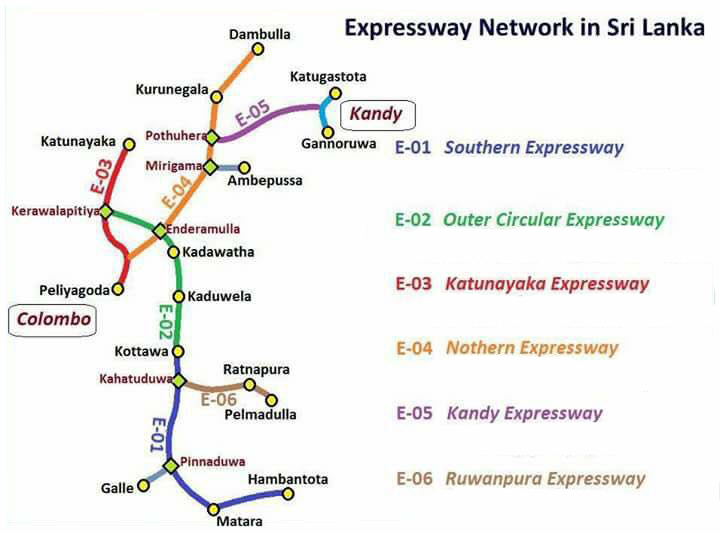 Expressway Network in Sri Lanka
Dambulla
Kurunegala
Katugastota
E-05
Kandy
Pothuhera
Gannoruwa
Katunayaka
Mirigama
Ambepussa
E-03
E-04
Kerawalapitiya
Enderamulla
Kadawatha
Peliyagoda
Colombo
Kaduwela
E-02
Kottawa
Kahatuduwa
Ratnapura
E-06
Pelmadulla
E-01
Pinnaduwa
Galle
Hambantota
Matara
E-01 Southern Expressway
E-02 Outer Circular Expressway
E-03 Katunayaka Expressway
E-04 Nothern Expressway
E-05 Kandy Expressway
E-06 Ruwanpura Expressway